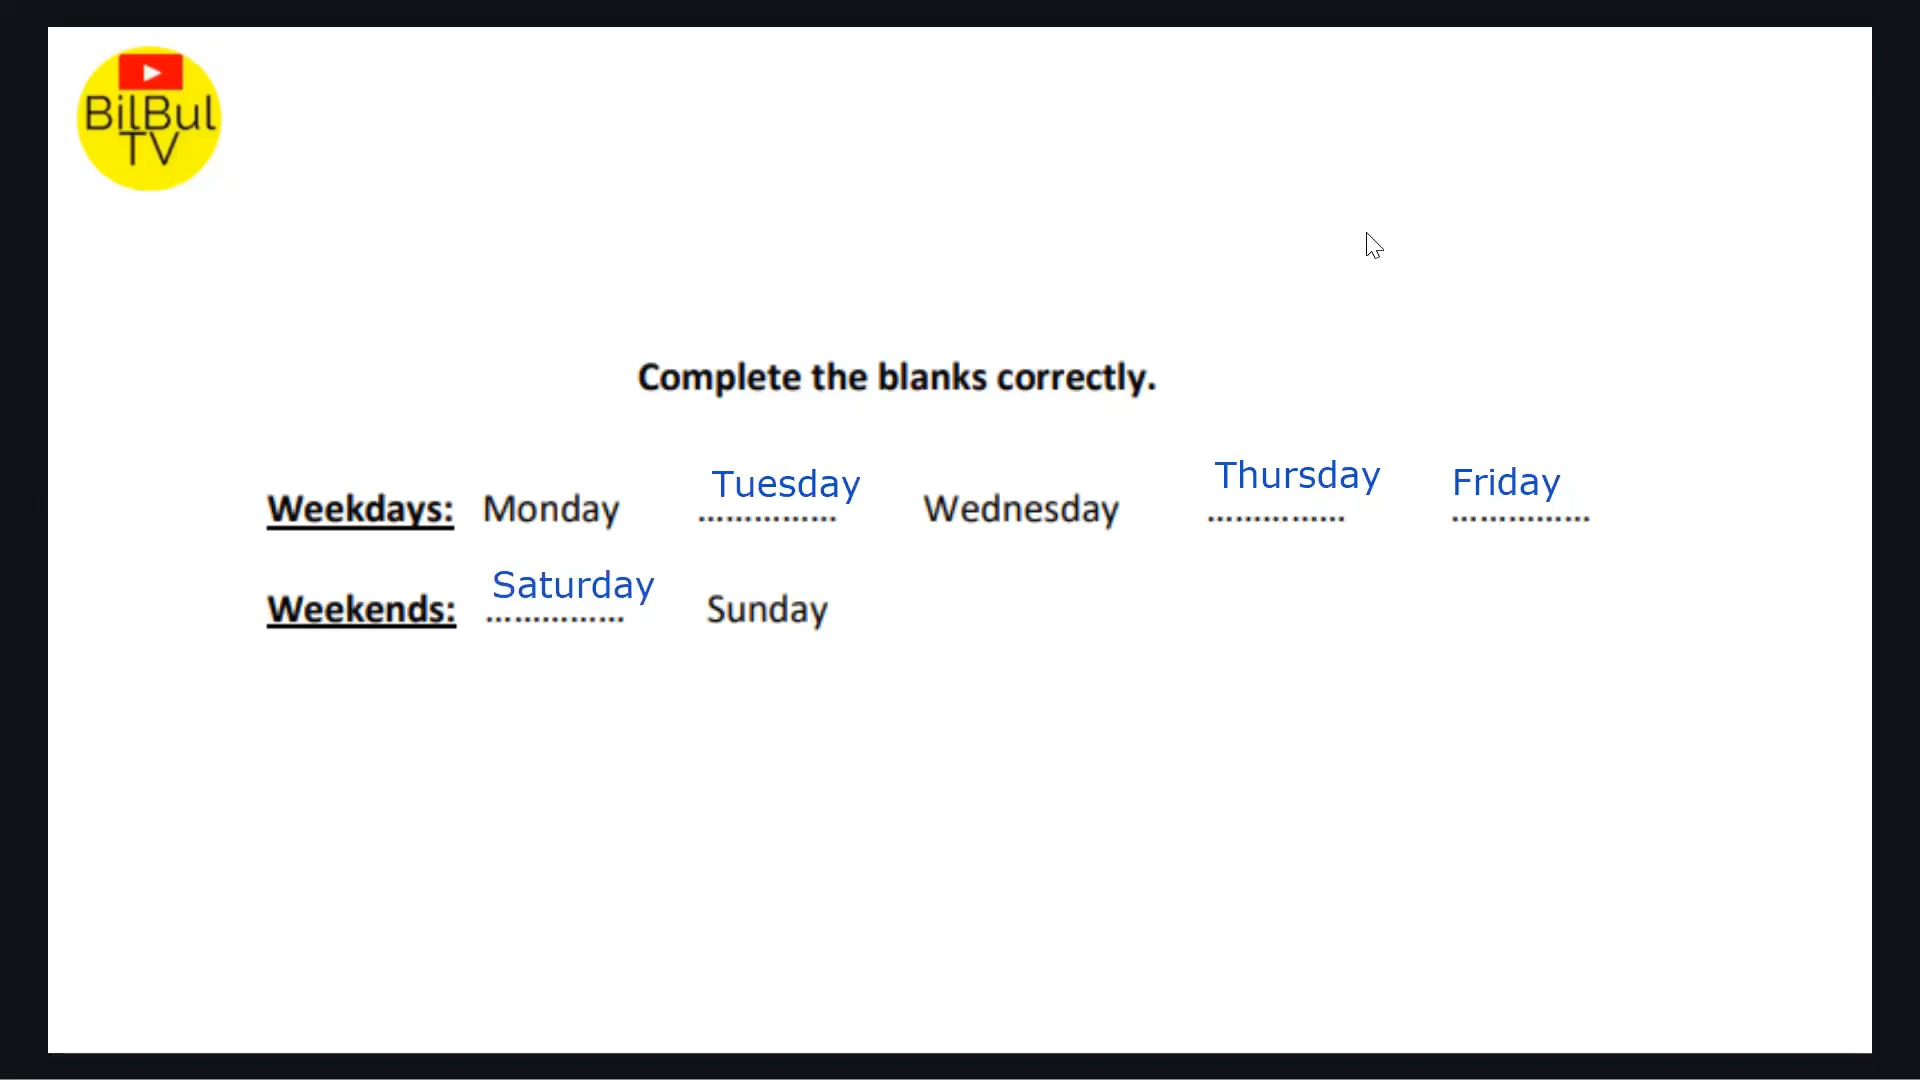 BilBul
TV
Complete the blanks correctly.
Weekdays: Monday Tuesday Wednesday Thursday Friday
Weekends: Saturday Sunday